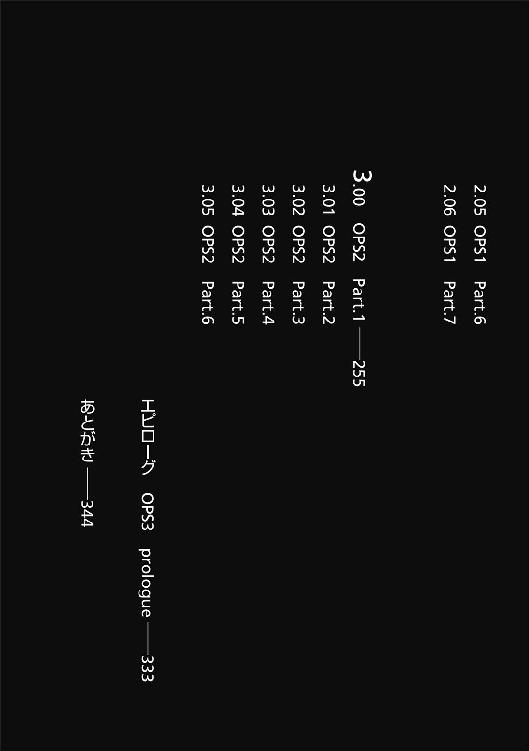 2.05 OPS1 Part.6
2.06 OPS1 Part.7
3.00 OPS2 Part.1 ——255
3.01 OPS2 Part.2
3.02 OPS2 Part.3
3.03 OPS2 Part.4
3.04 OPS2 Part.5
3.05 OPS2 Part.6
エピローグ OPS3 prologue ——333
あとがき ——344